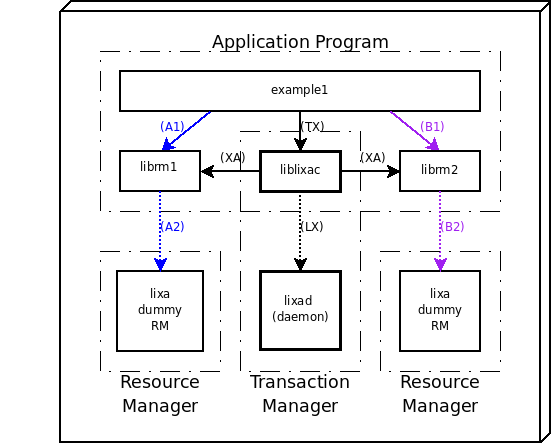 Application Program
example1
(A1)
(TX)
(B1)
librm1
(XA)
liblixac
(XA)
librm2
(A2)
(LX)
(B2)
lixa
dummy
RM
lixad
(daemon)
lixa
dummy
RM
Resource
Manager
Transaction
Manager
Resource
Manager